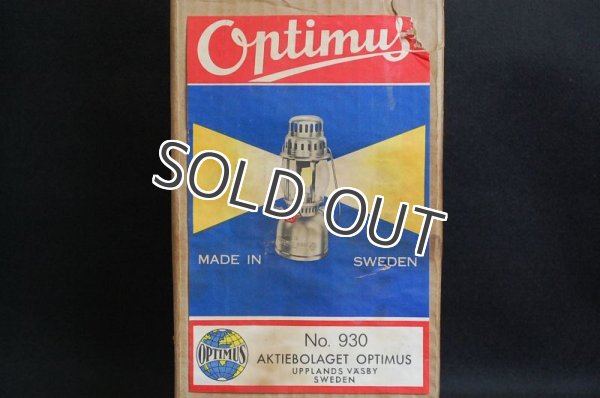 Optimus
SOLD OUT
MADE IN SWEDEN
OPTIMUS
No. 930
AKTIEBOLAGET OPTIMUS
UPPLANDS VÄSBY
SWEDEN